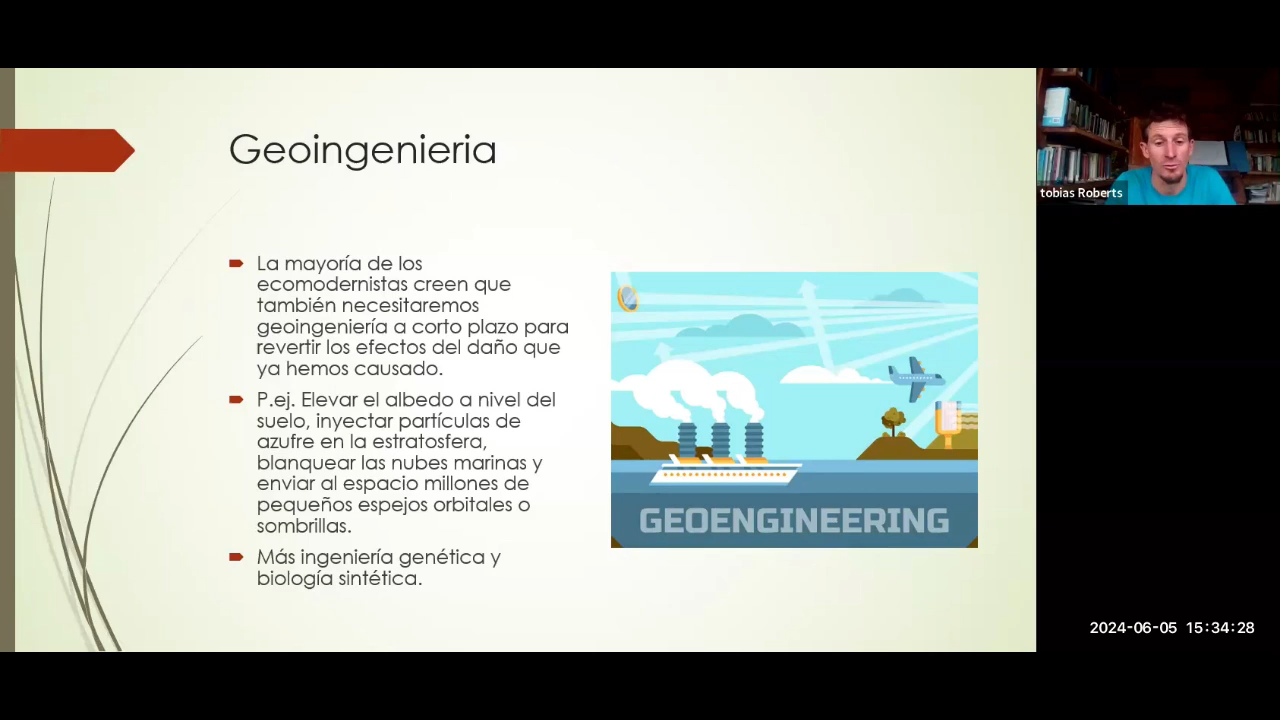 Geoingenieria
La mayoría de los
ecomodernistas creen que
también necesitaremos
geoingeniería a corto plazo para
revertir los efectos del daño que
ya hemos causado.
P.ej. Elevar el albedo a nivel del
suelo, inyectar partículas de
azufre en la estratosfera,
blanquear las nubes marinas y
enviar al espacio millones de
pequeños espejos orbitales o
sombrillas.
Más ingeniería genética y
biología sintética.
GEOENGINEERING
tobias Roberts
2024-06-05 15:34:28